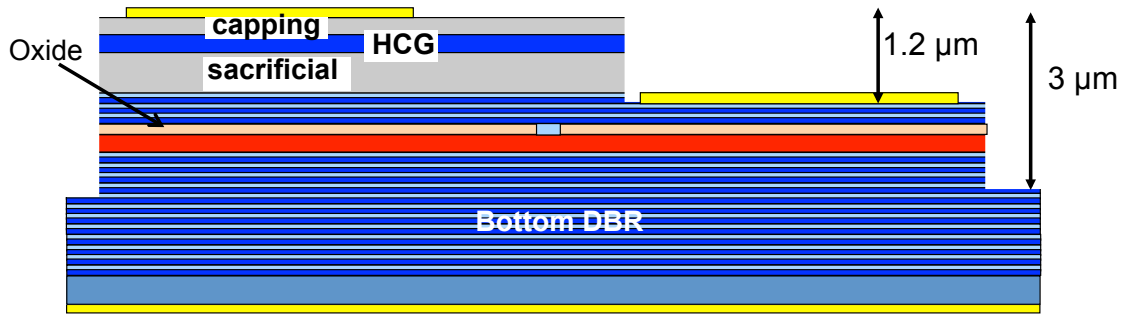 capping
HCG
Oxide
sacrificial
1.2 μm
3 μm
Bottom DBR